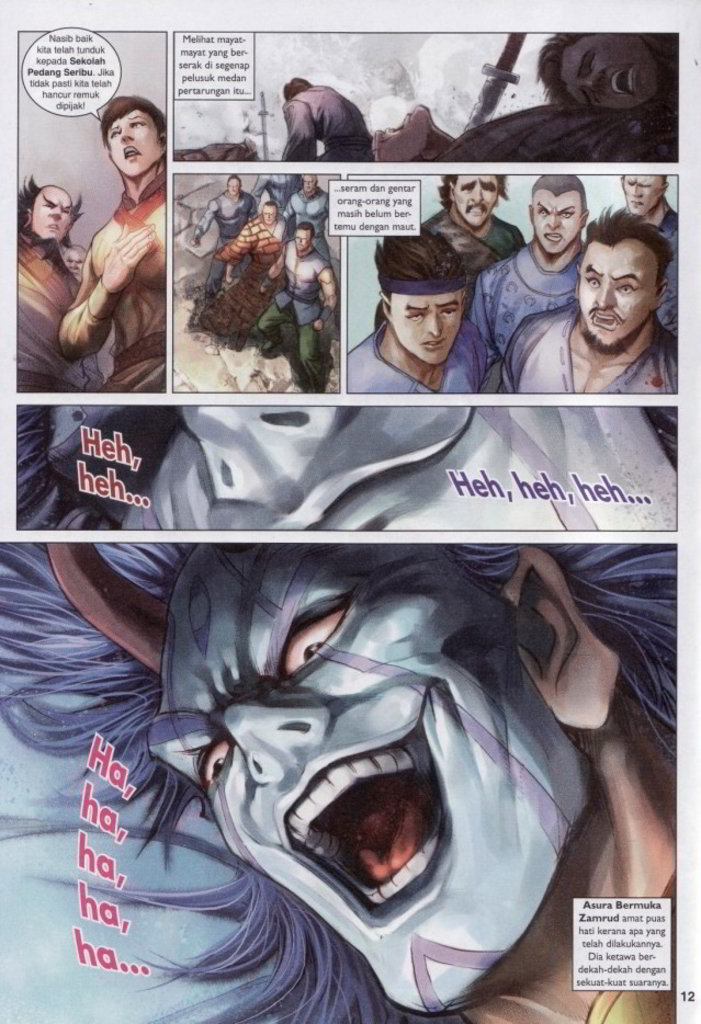 Nasib baik
kita telah tunduk
kepada Sekolah
Pedang Seribu. Jika
tidak pasti kita telah
hancur remuk
dipijak!
Melihat mayat-
mayat yang ber-
serak di segenap
pelusuk medan
pertarungan itu...
...seram dan gentar
orang-orang yang
masih belum ber-
temu dengan maut.
Heh,
heh...
Heh, heh, heh...
Ha,
ha,
ha,
ha,
ha...
Asura Bermuka
Zamrud amat puas
hati kerana apa yang
telah dilakukannya.
Dia ketawa ber-
dekah-dekah dengan
sekuat-kuat suaranya.
12